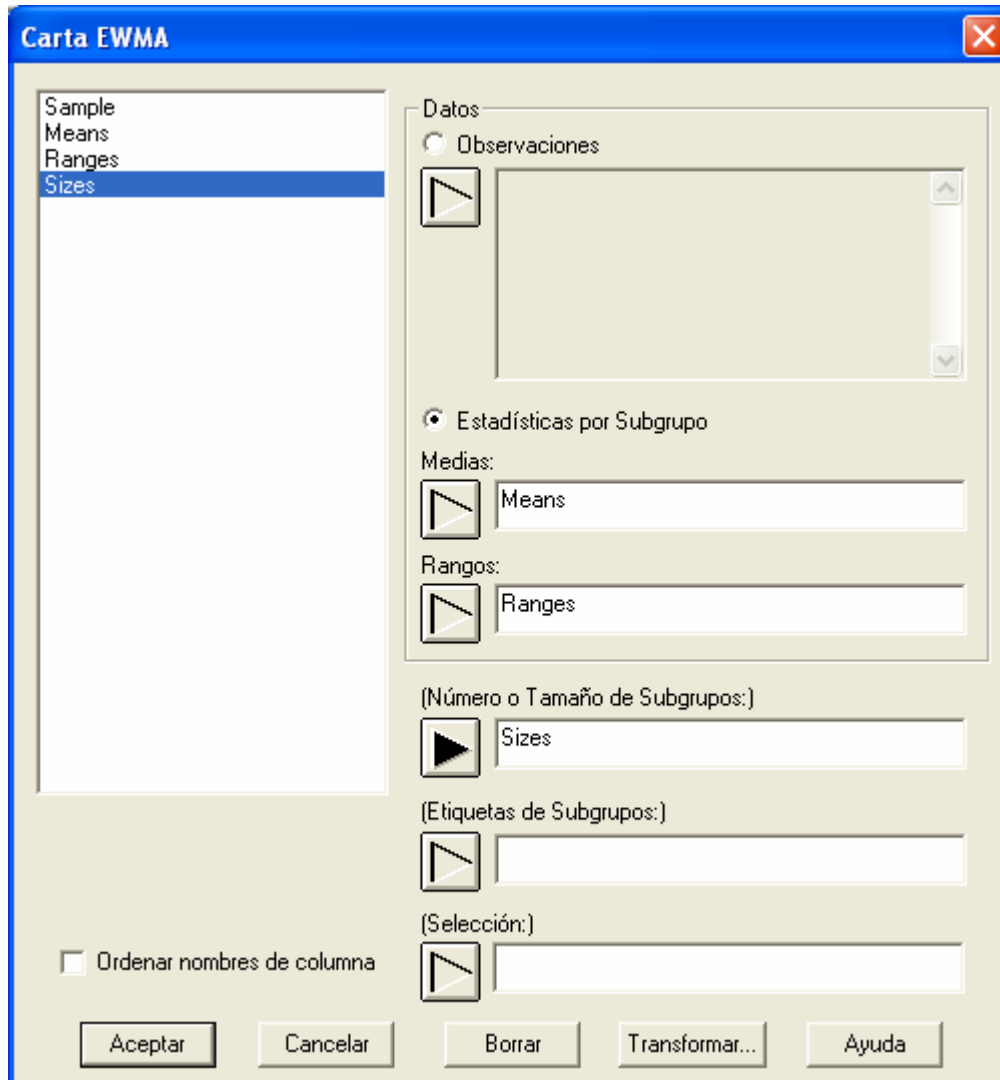 Carta EWMA
Sample
Means
Ranges
Sizes
Datos
Observaciones
Estadísticas por Subgrupo
Medias:
Means
Rangos:
Ranges
(Número o Tamaño de Subgrupos:)
Sizes
(Etiquetas de Subgrupos:)
(Selección:)
Ordenar nombres de columna
Aceptar
Cancelar
Borrar
Transformar...
Ayuda